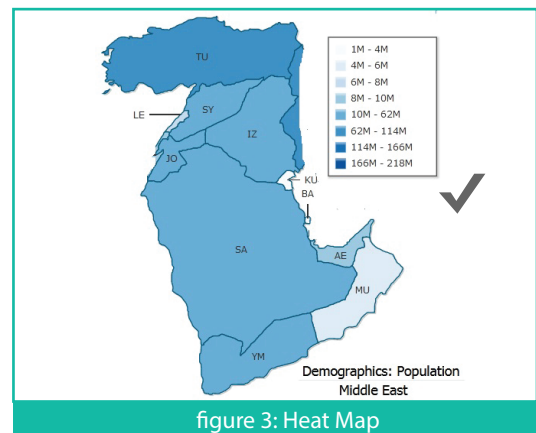 TU
LE
SY
IZ
JO
KU
BA
SA
AE
MU
YM
1M - 4M
4M - 6M
6M - 8M
8M - 10M
10M - 62M
62M - 114M
114M - 166M
166M - 218M
Demographics: Population
Middle East
figure 3: Heat Map